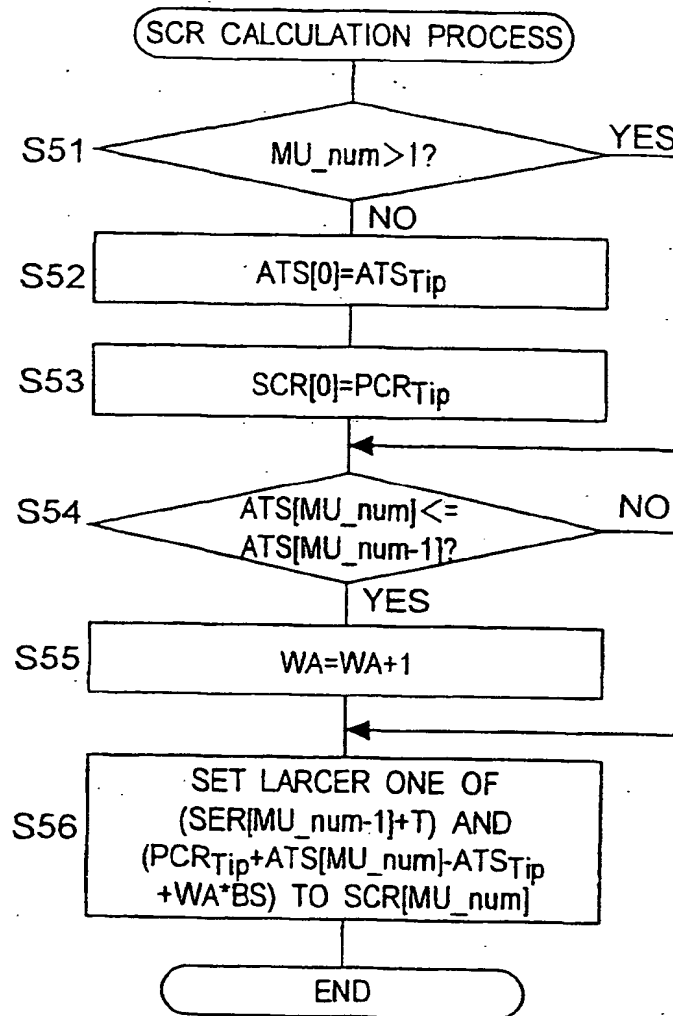 SCR CALCULATION PROCESS
S51
MU_num>1?
YES
NO
S52
ATS[0]=ATSTip
S53
SCR[0]=PCRTip
S54
ATS[MU_num]<=
ATS[MU_num-1]?
NO
YES
S55
WA=WA+1
S56
SET LARCER ONE OF
(SER[MU_num-1]+T) AND
(PCRTip+ATS[MU_num]-ATSTip
+WA*BS) TO SCR[MU_num]
END